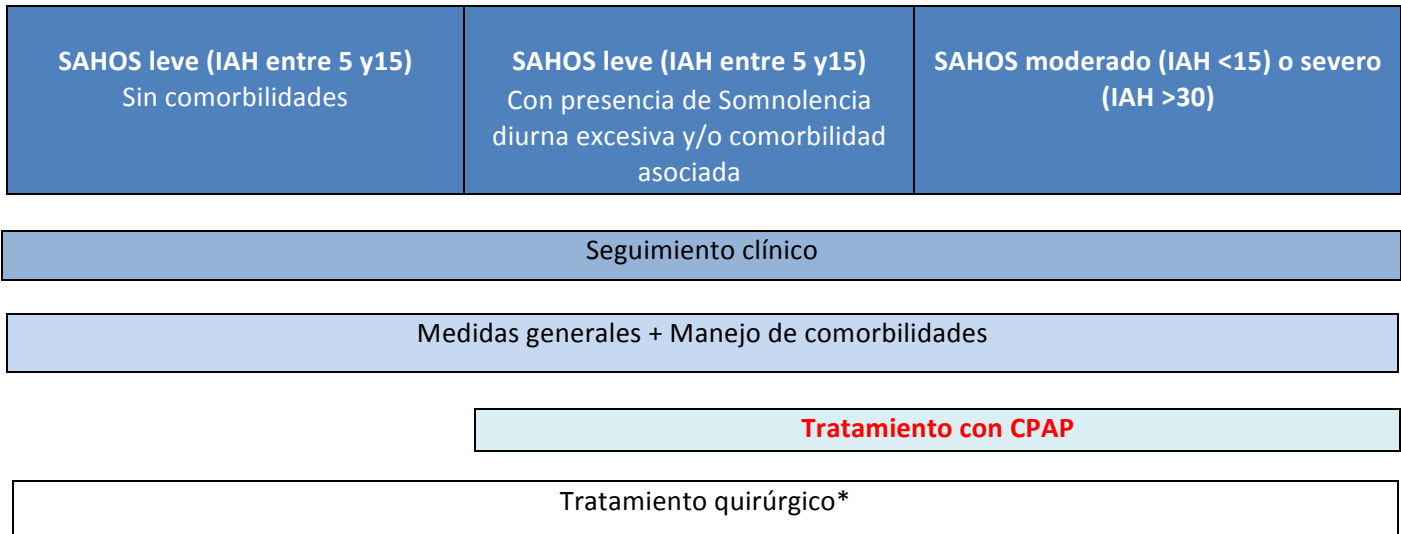 SAHOS leve (IAH entre 5 y15)
Sin comorbilidades
SAHOS leve (IAH entre 5 y15)
Con presencia de Somnolencia
diurna excesiva y/o comorbilidad
asociada
SAHOS moderado (IAH <15) o severo
(IAH >30)
Seguimiento clínico
Medidas generales + Manejo de comorbilidades
Tratamiento con CPAP
Tratamiento quirúrgico*